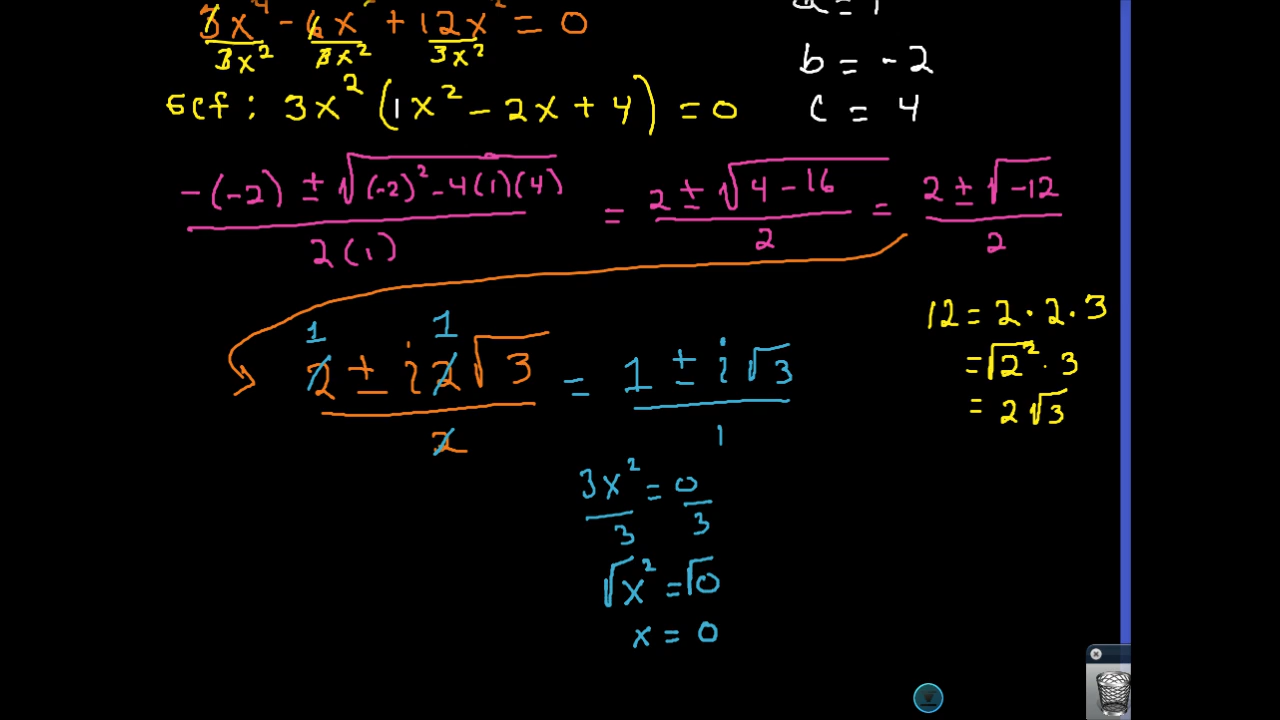 3x⁴ - 6x³ + 12x² = 0
3x² 3x² 3x²
a = 1
b = -2
c = 4
Gcf: 3x² (1x² - 2x + 4) = 0
-(-2) ± √(-2)² - 4(1)(4) = 2 ± √4 - 16 = 2 ± √-12
2(1) 2 2
12 = 2 · 2 · 3
= √2² · 3
= 2√3
1 1
2 ± i2√3 = 1 ± i√3
2 1
3x² = 0
3 3
√x² = √0
x = 0